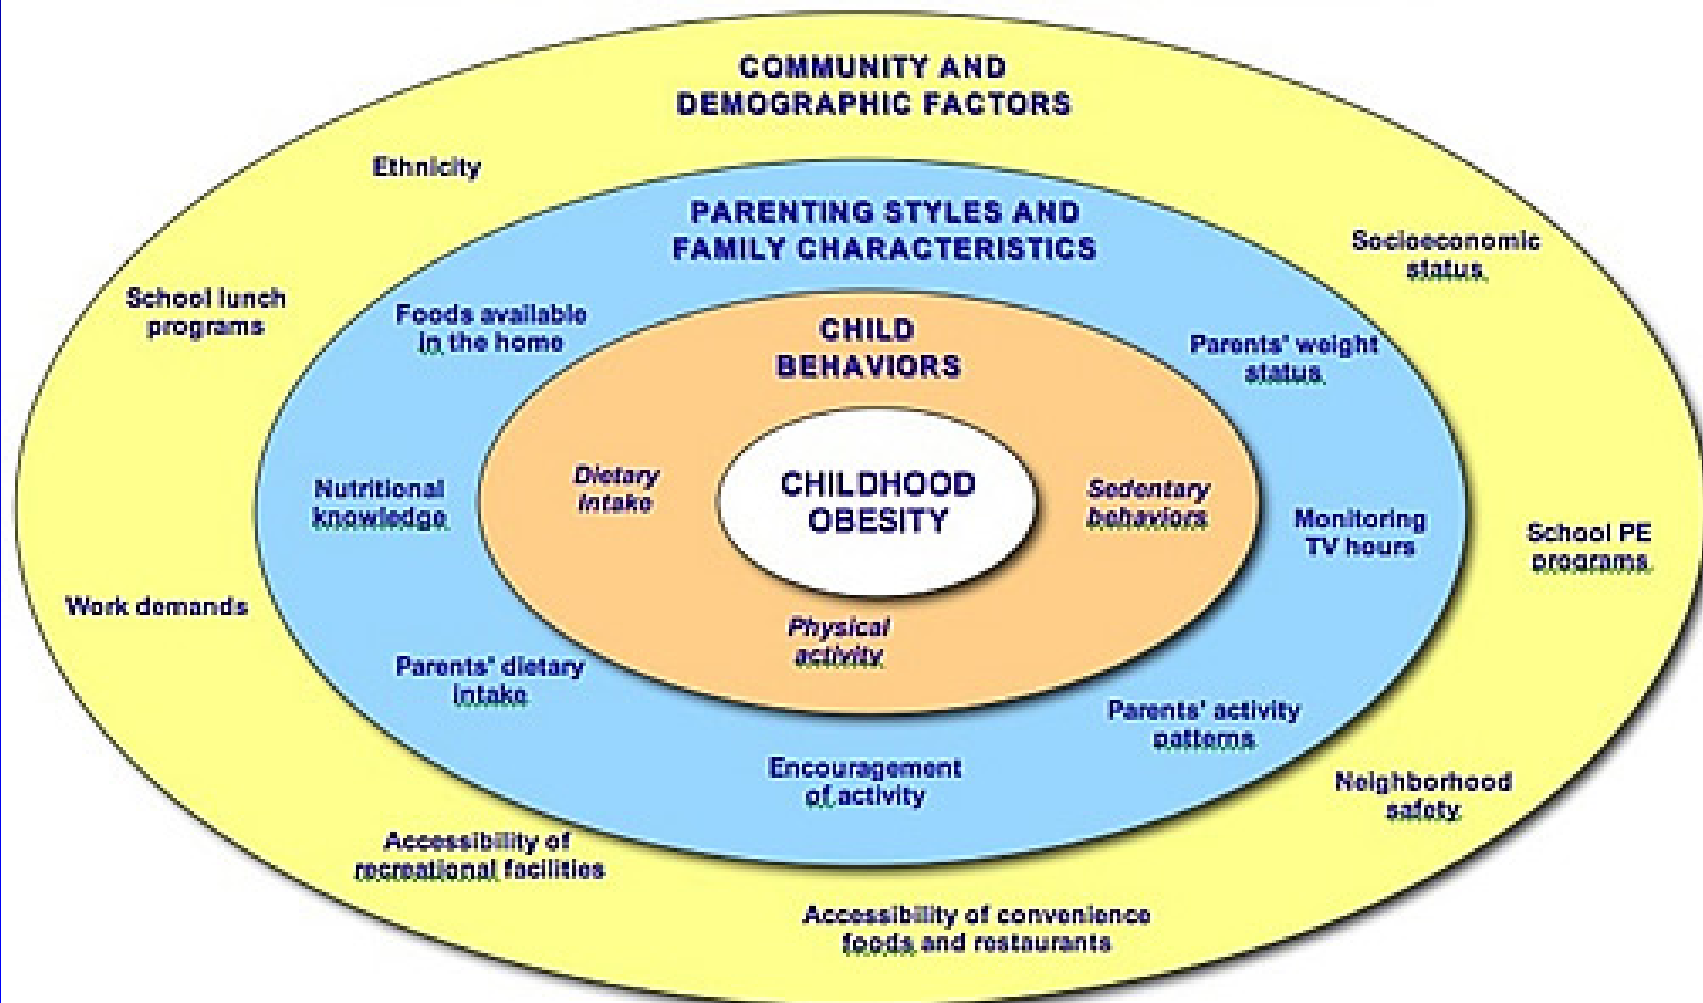 COMMUNITY AND
DEMOGRAPHIC FACTORS
Ethnicity
Socioeconomic
status
School lunch
programs
PARENTING STYLES AND
FAMILY CHARACTERISTICS
Foods available
in the home
Parents' weight
status
CHILD
BEHAVIORS
Nutritional
knowledge
Dietary
intake
CHILDHOOD
OBESITY
Sedentary
behaviors
Monitoring
TV hours
School PE
programs
Work demands
Physical
activity
Parents' dietary
intake
Parents' activity
patterns
Encouragement
of activity
Neighborhood
safety
Accessibility of
recreational facilities
Accessibility of convenience
foods and restaurants